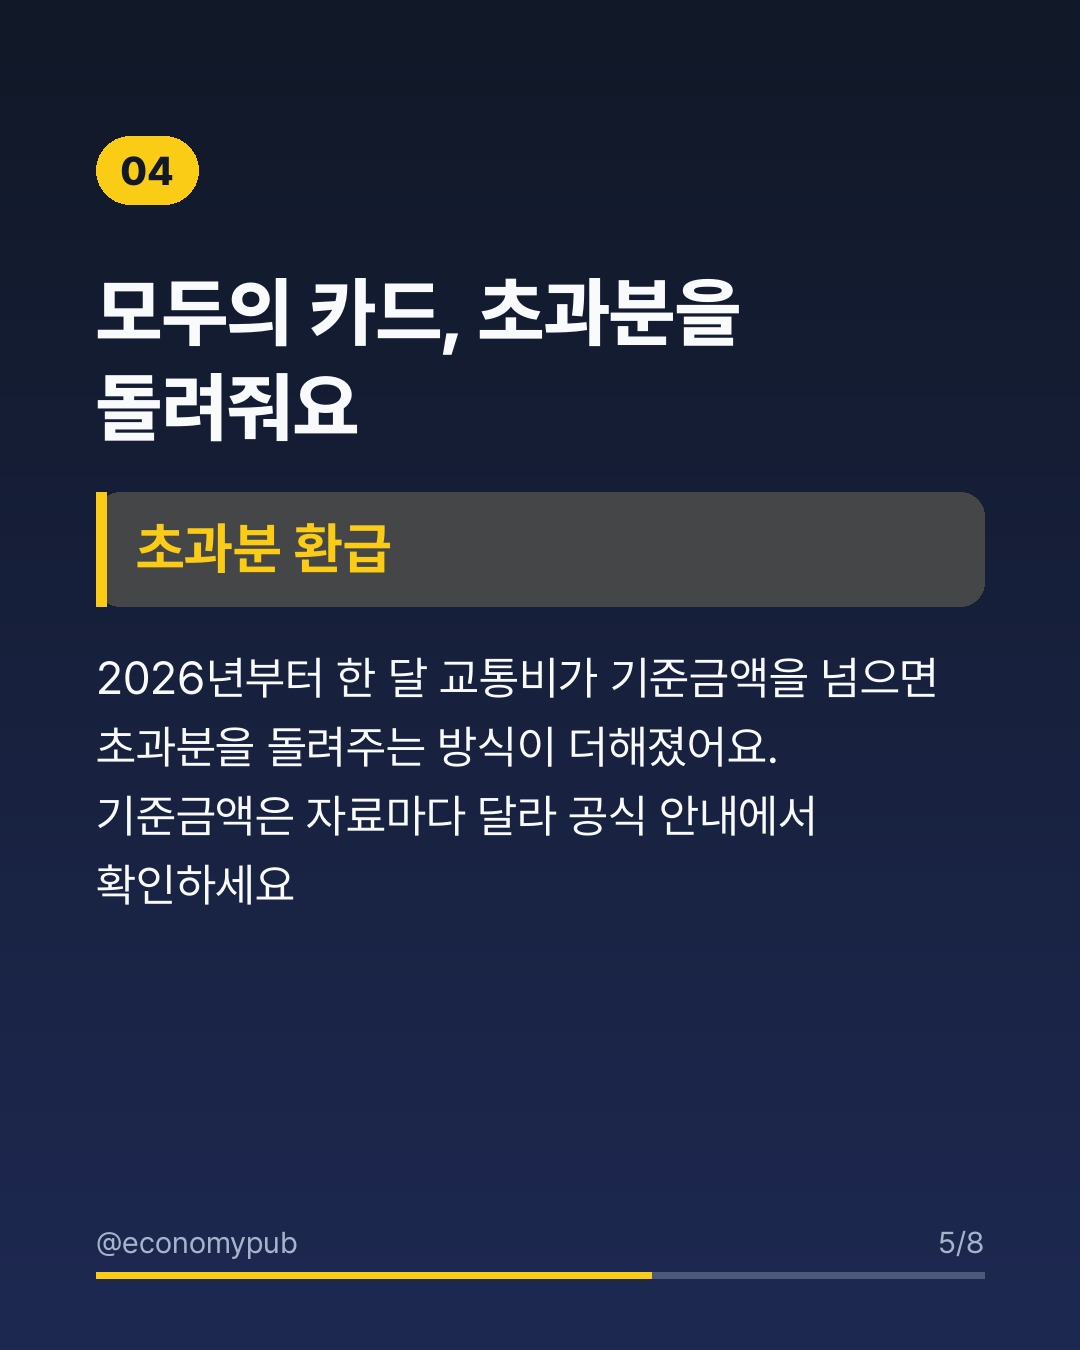 04
모두의 카드, 초과분을
돌려줘요
초과분 환급
2026년부터 한 달 교통비가 기준금액을 넘으면
초과분을 돌려주는 방식이 더해졌어요.
기준금액은 자료마다 달라 공식 안내에서
확인하세요
@economypub
5/8